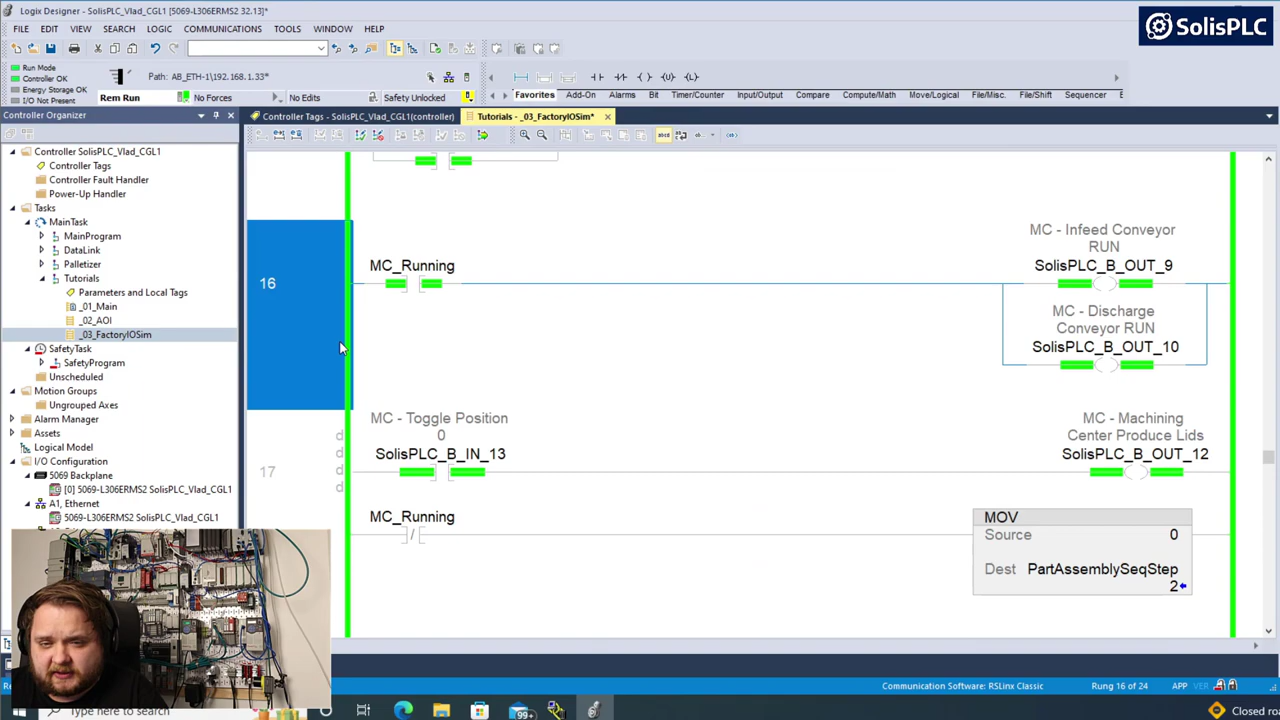 Logix Designer - SolisPLC_Vlad_CGL1 [5069-L306ERMS2 32.13]*
SolisPLC
FILE EDIT VIEW SEARCH LOGIC COMMUNICATIONS TOOLS WINDOW HELP
Run Mode
Controller OK
Energy Storage OK
I/O Not Present
Path: AB_ETH-1\192.168.1.33*
Rem Run No Forces No Edits Safety Unlocked
Favorites Add-On Alarms Bit Timer/Counter Input/Output Compare Compute/Math Move/Logical File/Misc. File/Shift Sequencer E
Controller Organizer
Controller Tags - SolisPLC_Vlad_CGL1(controller)
Tutorials - _03_FactoryIOSim*
Controller SolisPLC_Vlad_CGL1
Controller Tags
Controller Fault Handler
Power-Up Handler
Tasks
MainTask
MainProgram
DataLink
Palletizer
Tutorials
Parameters and Local Tags
_01_Main
_02_AOI
_03_FactoryIOSim
SafetyTask
SafetyProgram
Unscheduled
Motion Groups
Ungrouped Axes
Alarm Manager
Assets
Logical Model
I/O Configuration
5069 Backplane
[0] 5069-L306ERMS2 SolisPLC_Vlad_CGL1
A1, Ethernet
5069-L306ERMS2 SolisPLC_Vlad_CGL1
16
MC_Running
MC - Infeed Conveyor
RUN
SolisPLC_B_OUT_9
MC - Discharge
Conveyor RUN
SolisPLC_B_OUT_10
17
d
d
d
d
MC - Toggle Position
0
SolisPLC_B_IN_13
MC - Machining
Center Produce Lids
SolisPLC_B_OUT_12
MC_Running
MOV
Source 0
Dest PartAssemblySeqStep
2
Communication Software: RSLinx Classic
Rung 16 of 24
APP VER
here to search
99+
Closed ro